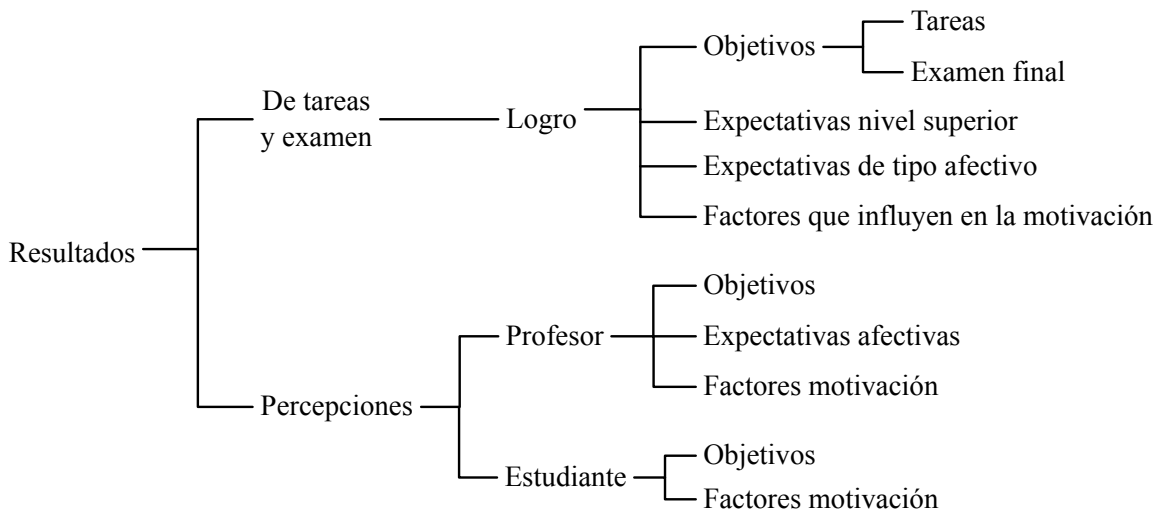 Resultados
De tareas
y examen
Logro
Objetivos
Tareas
Examen final
Expectativas nivel superior
Expectativas de tipo afectivo
Factores que influyen en la motivación
Percepciones
Profesor
Objetivos
Expectativas afectivas
Factores motivación
Estudiante
Objetivos
Factores motivación